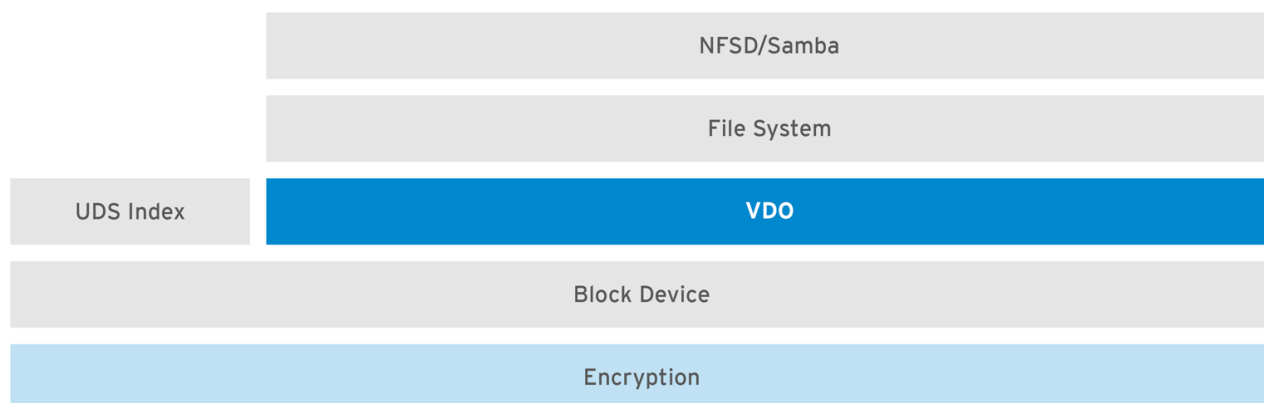 NFSD/Samba
File System
UDS Index
VDO
Block Device
Encryption